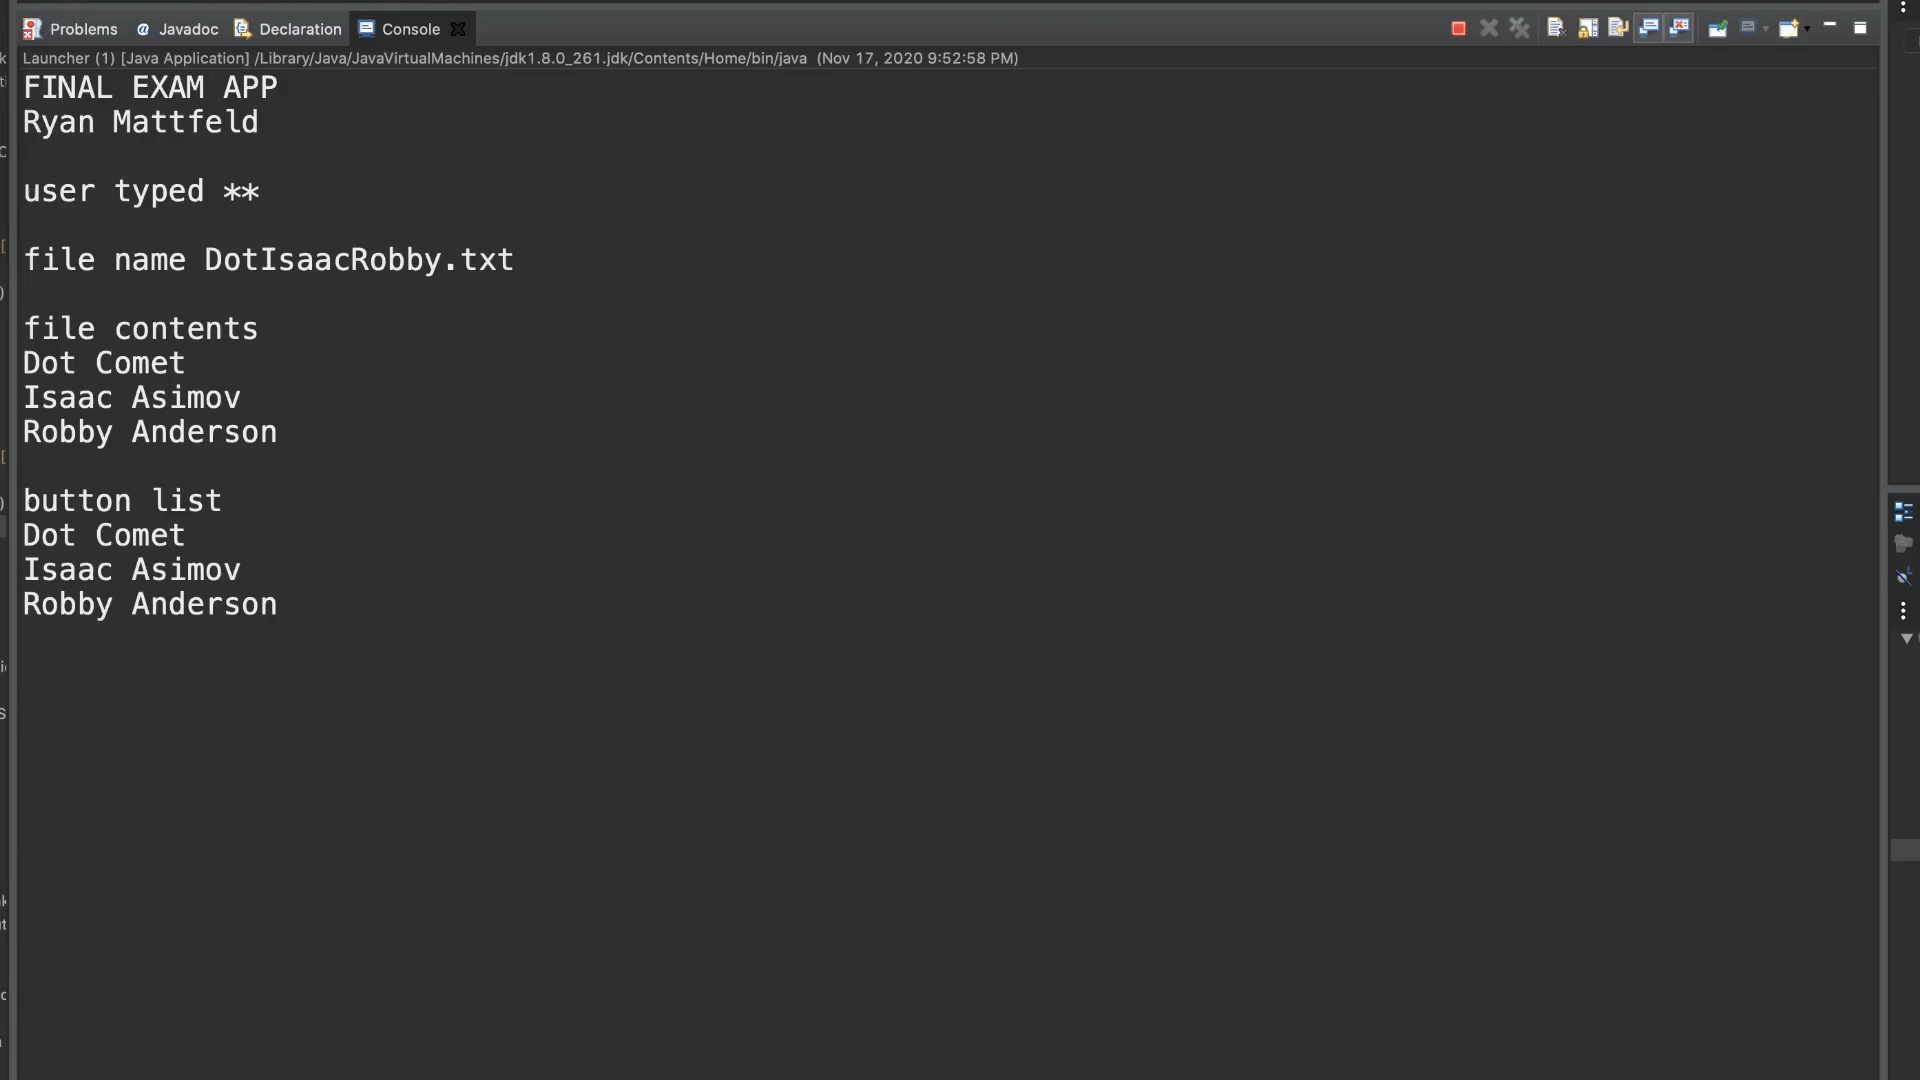 Problems @ Javadoc Declaration Console
Launcher (1) [Java Application] /Library/Java/JavaVirtualMachines/jdk1.8.0_261.jdk/Contents/Home/bin/java (Nov 17, 2020 9:52:58 PM)
FINAL EXAM APP
Ryan Mattfeld
user typed **
file name DotIsaacRobby.txt
file contents
Dot Comet
Isaac Asimov
Robby Anderson
button list
Dot Comet
Isaac Asimov
Robby Anderson